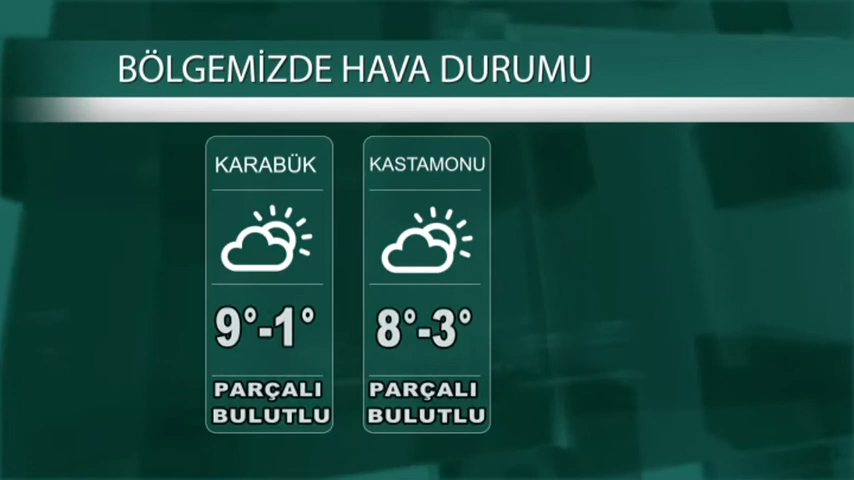 BÖLGEMİZDE HAVA DURUMU
KARABÜK
9°-1°
PARÇALI
BULUTLU
KASTAMONU
8°-3°
PARÇALI
BULUTLU